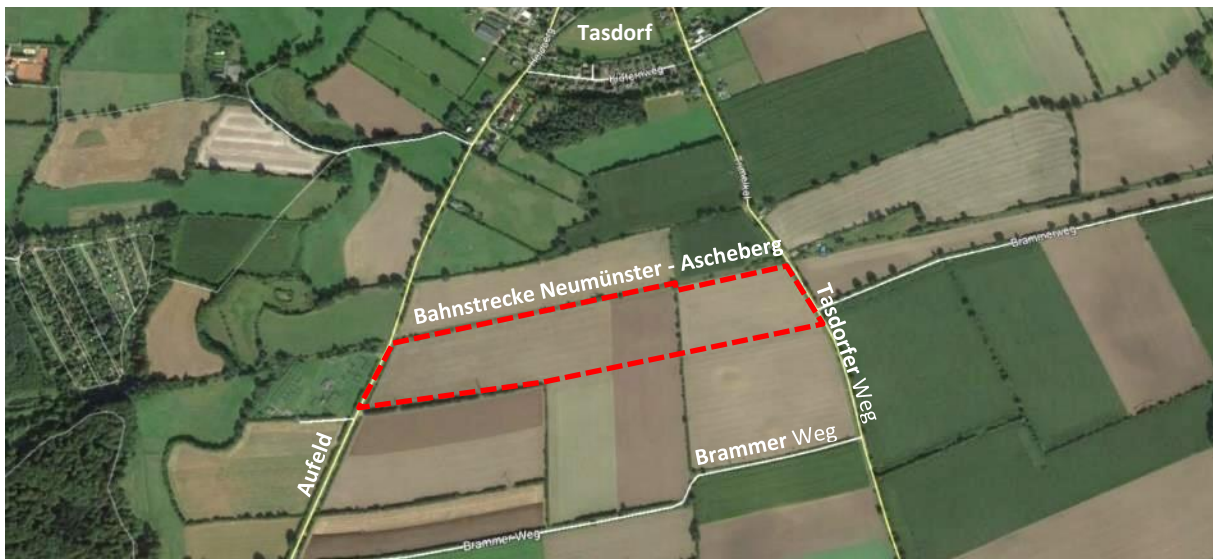 Tasdorf
Bahnstrecke Neumünster - Ascheberg
Brammerweg
Tasdorfer Weg
Aufeld
Brammer Weg
Brammer-Weg